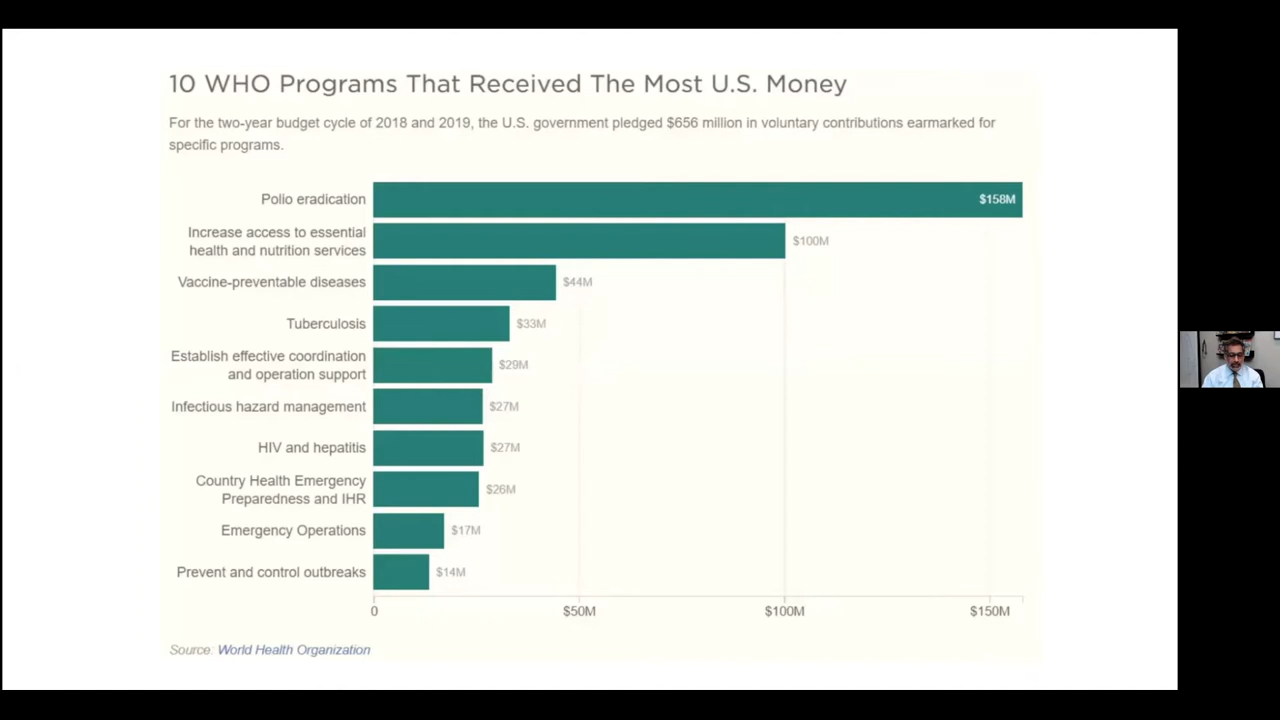 10 WHO Programs That Received The Most U.S. Money
For the two-year budget cycle of 2018 and 2019, the U.S. government pledged $656 million in voluntary contributions earmarked for
specific programs.
Polio eradication
$158M
Increase access to essential
health and nutrition services
$100M
Vaccine-preventable diseases
$44M
Tuberculosis
$33M
Establish effective coordination
and operation support
$29M
Infectious hazard management
$27M
HIV and hepatitis
$27M
Country Health Emergency
Preparedness and IHR
$26M
Emergency Operations
$17M
Prevent and control outbreaks
$14M
0 $50M $100M $150M
Source: World Health Organization